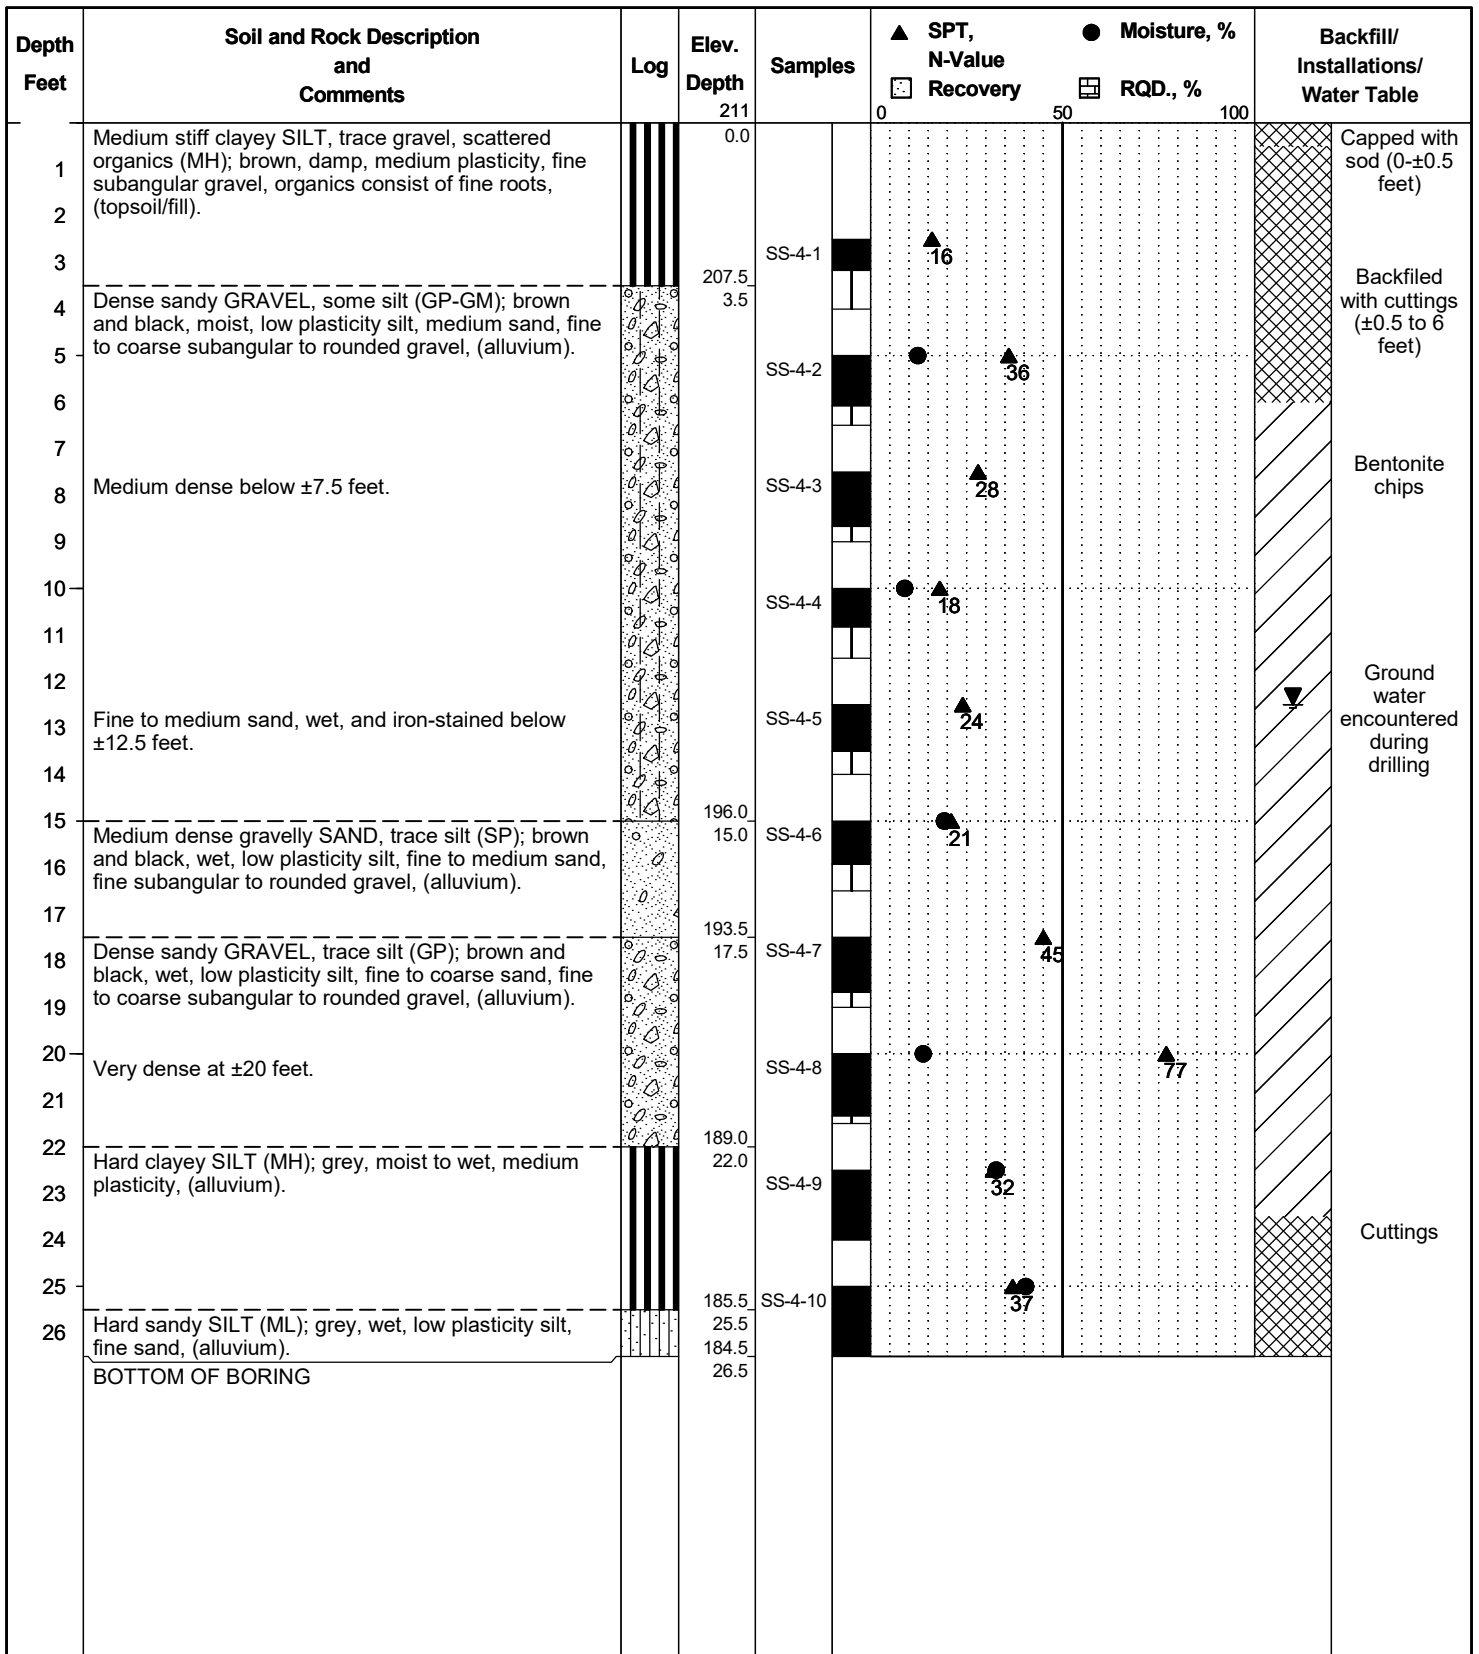 Depth
Feet
Soil and Rock Description
and
Comments
Log
Elev.
Depth
211
Samples
SPT,
N-Value
Moisture, %
Recovery
RQD., %
0
50
100
Backfill/
Installations/
Water Table
0.0
Medium stiff clayey SILT, trace gravel, scattered
organics (MH); brown, damp, medium plasticity, fine
subangular gravel, organics consist of fine roots,
(topsoil/fill).
Capped with
sod (0-±0.5
feet)
1
2
3
SS-4-1
16
207.5
3.5
Dense sandy GRAVEL, some silt (GP-GM); brown
and black, moist, low plasticity silt, medium sand, fine
to coarse subangular to rounded gravel, (alluvium).
Backfiled
with cuttings
(±0.5 to 6
feet)
4
5
SS-4-2
36
6
7
Medium dense below ±7.5 feet.
SS-4-3
28
Bentonite
chips
8
9
10
SS-4-4
18
11
12
Fine to medium sand, wet, and iron-stained below
±12.5 feet.
SS-4-5
24
Ground
water
encountered
during
drilling
13
14
15
196.0
15.0
Medium dense gravelly SAND, trace silt (SP); brown
and black, wet, low plasticity silt, fine to medium sand,
fine subangular to rounded gravel, (alluvium).
SS-4-6
21
16
17
193.5
17.5
Dense sandy GRAVEL, trace silt (GP); brown and
black, wet, low plasticity silt, fine to coarse sand, fine
to coarse subangular to rounded gravel, (alluvium).
SS-4-7
45
18
19
20
Very dense at ±20 feet.
SS-4-8
77
21
22
189.0
22.0
Hard clayey SILT (MH); grey, moist to wet, medium
plasticity, (alluvium).
SS-4-9
32
23
24
Cuttings
25
185.5
25.5
SS-4-10
37
Hard sandy SILT (ML); grey, wet, low plasticity silt,
fine sand, (alluvium).
26
184.5
26.5
BOTTOM OF BORING